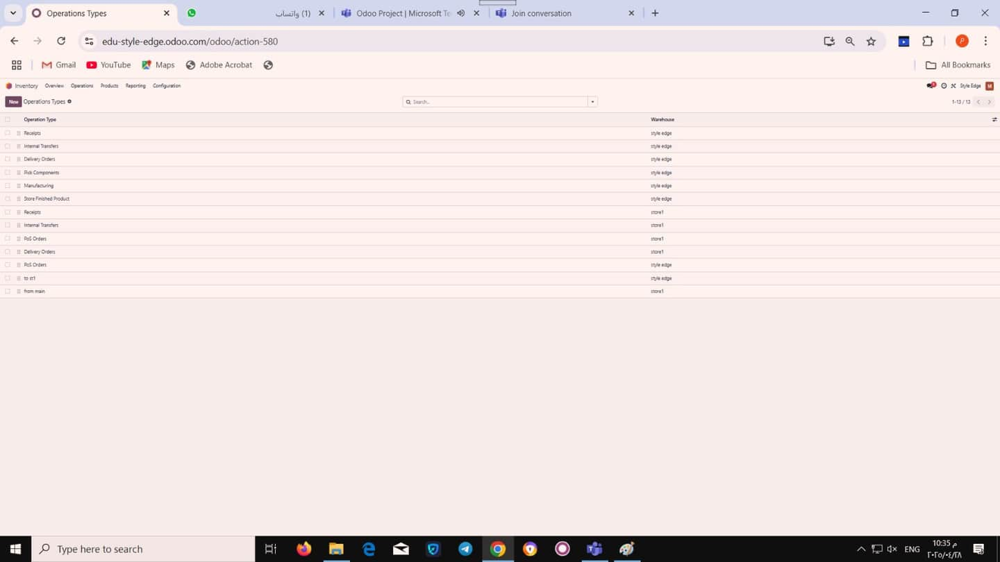 Operations Types
(1) واتساب
Odoo Project | Microsoft Te
Join conversation
edu-style-edge.odoo.com/odoo/action-580
Gmail YouTube Maps Adobe Acrobat All Bookmarks
Inventory Overview Operations Products Reporting Configuration Style Edge M
New Operations Types Search... 1-13 / 13
Operation Type Warehouse
Receipts style edge
Internal Transfers style edge
Delivery Orders style edge
Pick Components style edge
Manufacturing style edge
Store Finished Product style edge
Receipts store1
Internal Transfers store1
PoS Orders store1
Delivery Orders store1
PoS Orders style edge
to st1 style edge
from main store1
Type here to search ENG
10:35 م
٢٠٢٥/٠٤/٢٨